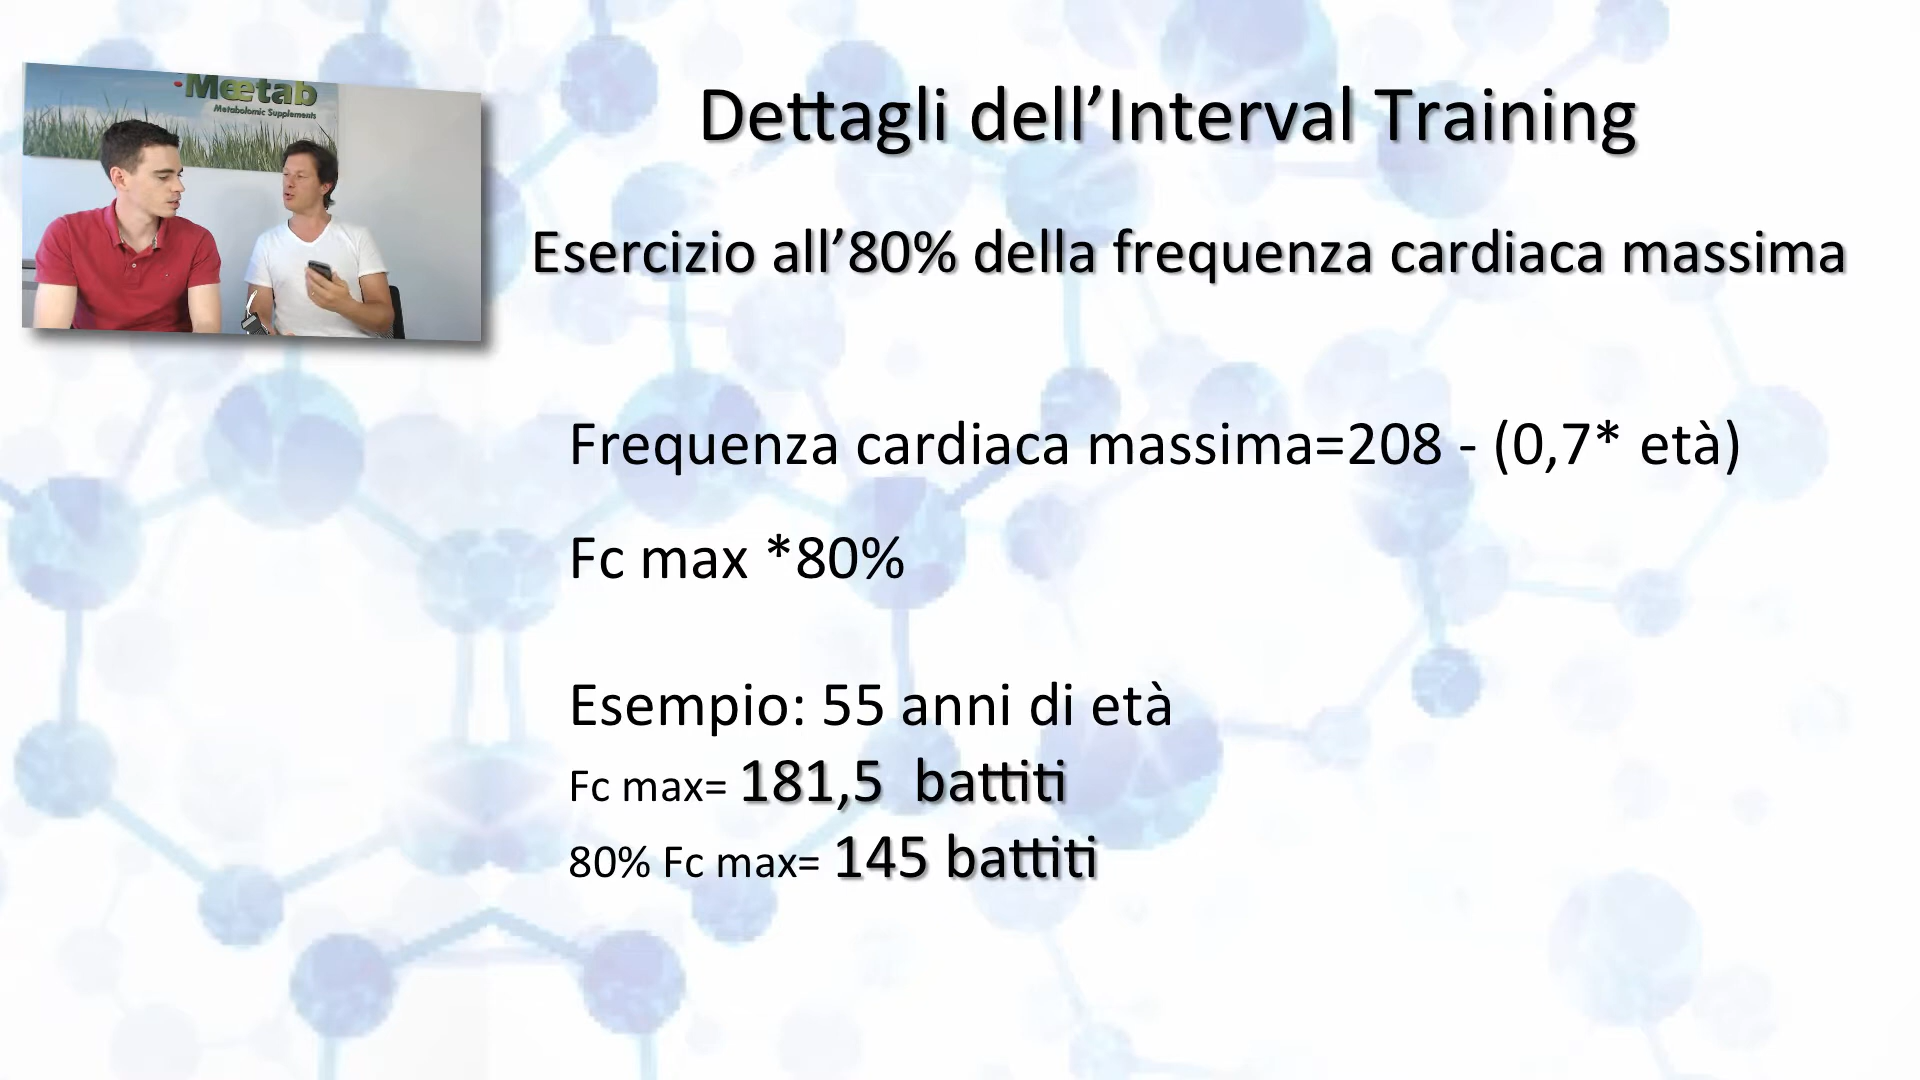 Meetab
Metabolomic Supplements
Dettagli dell’Interval Training
Esercizio all’80% della frequenza cardiaca massima
Frequenza cardiaca massima=208 - (0,7* età)
Fc max *80%
Esempio: 55 anni di età
Fc max= 181,5 battiti
80% Fc max= 145 battiti